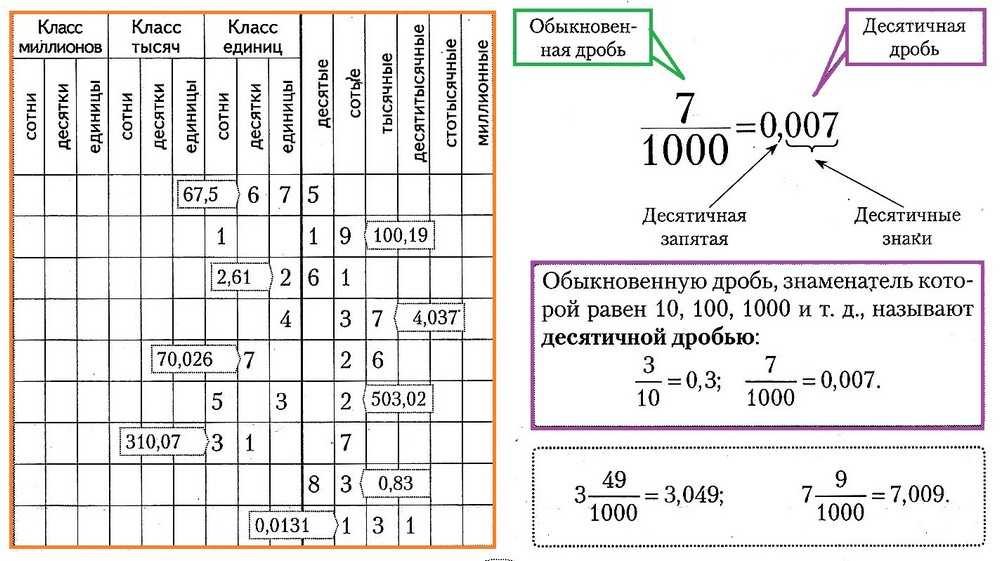 Класс
миллионов
Класс
тысяч
Класс
единиц
сотни
десятки
единицы
сотни
десятки
единицы
сотни
десятки
единицы
десятые
сотые
тысячные
десятитысячные
стотысячные
миллионные
67,5 6 7 5
1 1 9 100,19
2,61 2 6 1
4 3 7 4,037
70,026 7 2 6
5 3 2 503,02
310,07 3 1 7
8 3 0,83
0,0131 1 3 1
Обыкновен-
ная дробь
Десятичная
дробь
7/1000 = 0,007
Десятичная
запятая
Десятичные
знаки
Обыкновенную дробь, знаменатель кото-
рой равен 10, 100, 1000 и т. д., называют
десятичной дробью:
3/10 = 0,3; 7/1000 = 0,007.
3 49/1000 = 3,049; 7 9/1000 = 7,009.